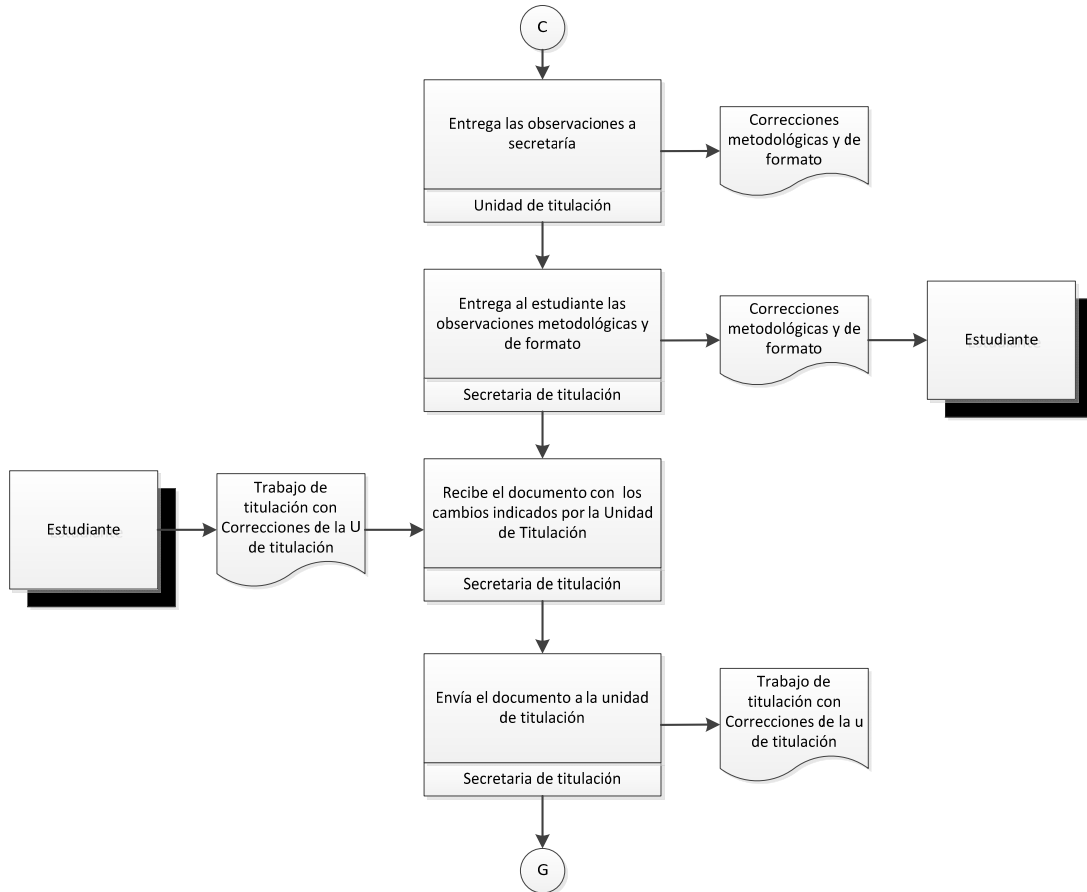 C
Entrega las observaciones a
secretaría
Unidad de titulación
Correcciones
metodológicas y de
formato
Entrega al estudiante las
observaciones metodológicas y
de formato
Secretaria de titulación
Correcciones
metodológicas y de
formato
Estudiante
Estudiante
Trabajo de
titulación con
Correcciones de la U
de titulación
Recibe el documento con los
cambios indicados por la Unidad
de Titulación
Secretaria de titulación
Envía el documento a la unidad
de titulación
Secretaria de titulación
Trabajo de
titulación con
Correcciones de la u
de titulación
G